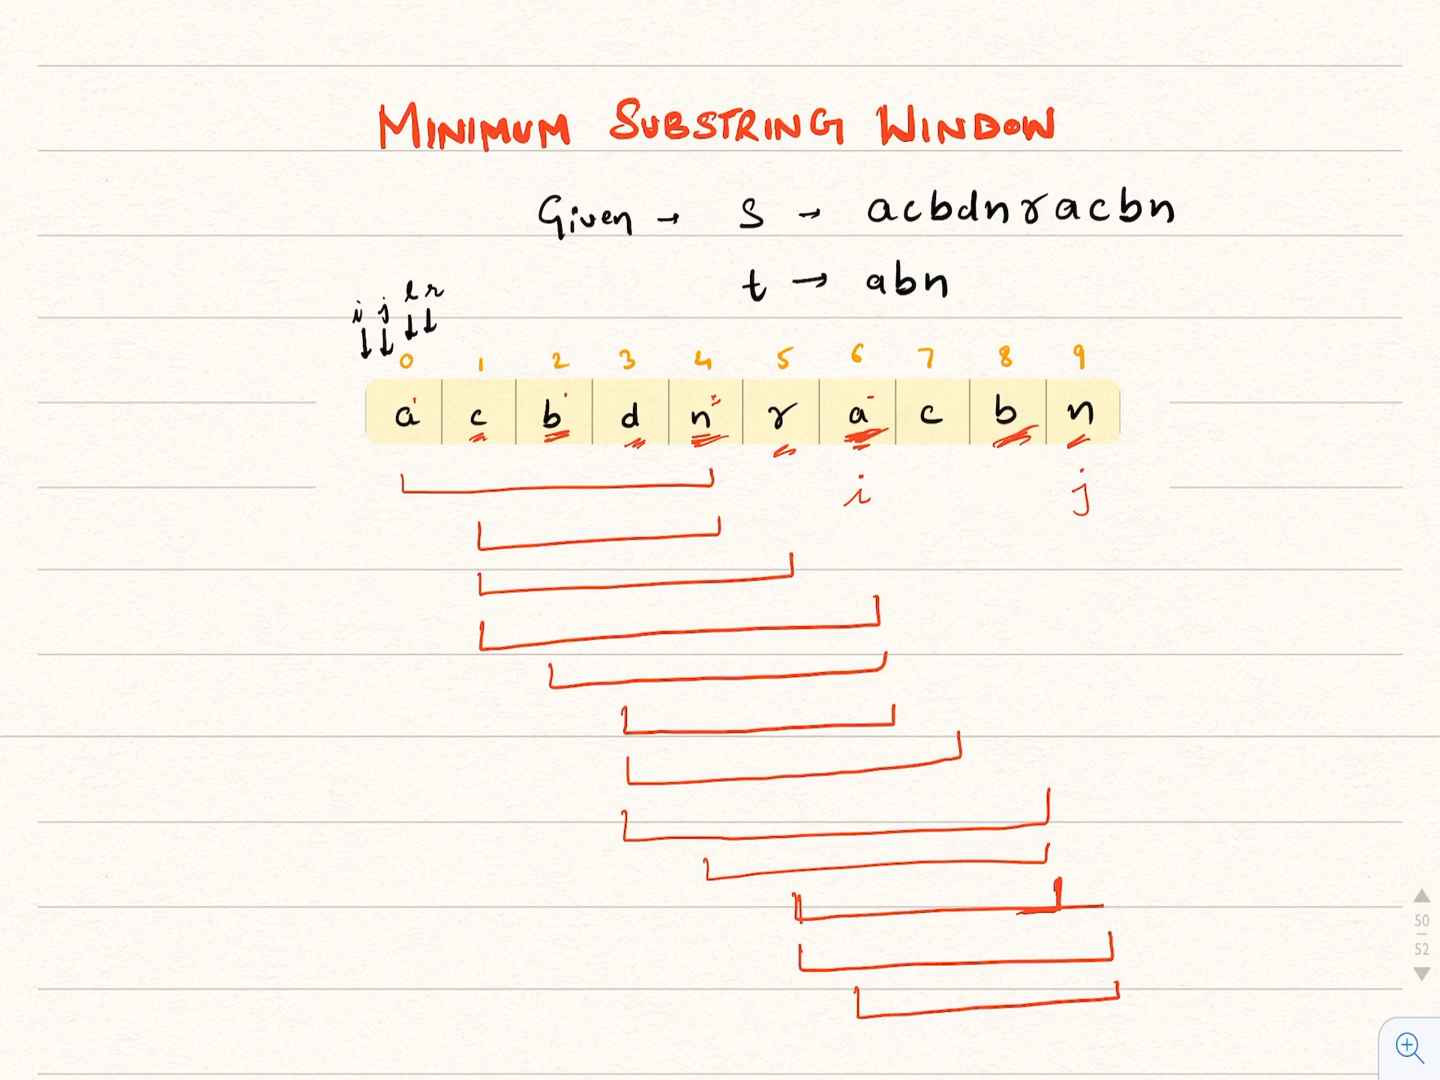 MINIMUM SUBSTRING WINDOW
Given → S → acbdnracbn
t → abn
i j l r
0 1 2 3 4 5 6 7 8 9
a c b d n r a c b n
i j
50
52